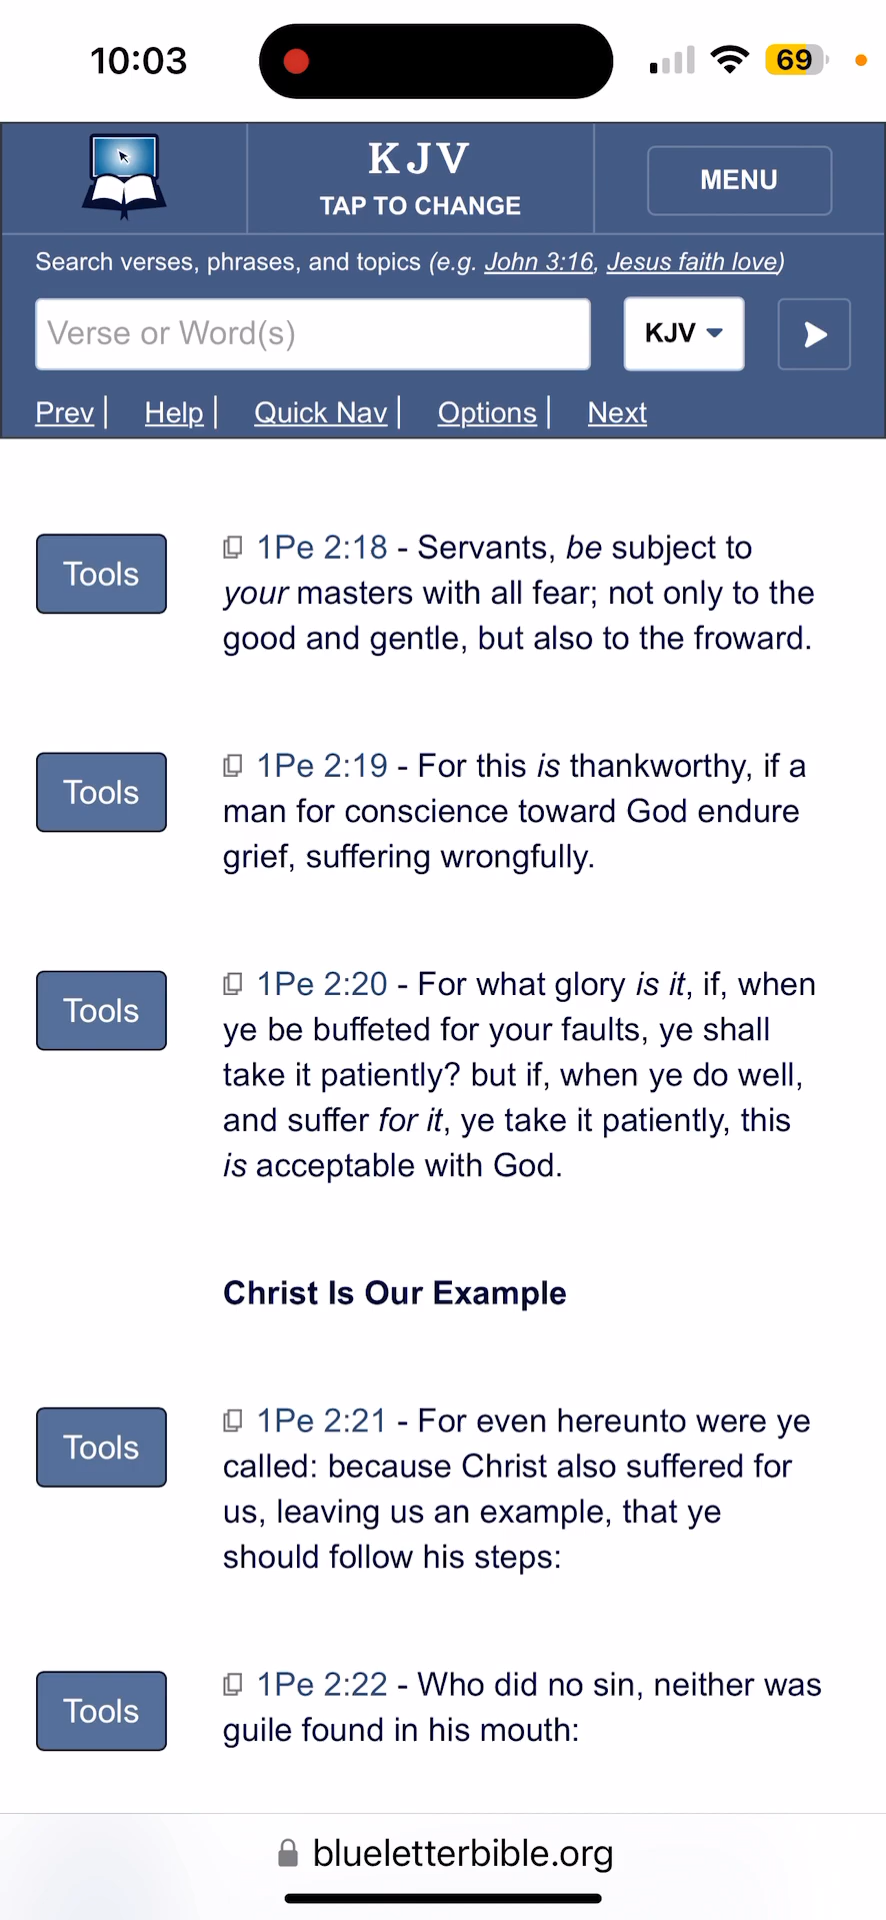 10:03
69
KJV
TAP TO CHANGE
MENU
Search verses, phrases, and topics (e.g. John 3:16, Jesus faith love)
Verse or Word(s)
KJV
Prev | Help | Quick Nav | Options | Next
Tools
1Pe 2:18 - Servants, be subject to
your masters with all fear; not only to the
good and gentle, but also to the froward.
Tools
1Pe 2:19 - For this is thankworthy, if a
man for conscience toward God endure
grief, suffering wrongfully.
Tools
1Pe 2:20 - For what glory is it, if, when
ye be buffeted for your faults, ye shall
take it patiently? but if, when ye do well,
and suffer for it, ye take it patiently, this
is acceptable with God.
Christ Is Our Example
Tools
1Pe 2:21 - For even hereunto were ye
called: because Christ also suffered for
us, leaving us an example, that ye
should follow his steps:
Tools
1Pe 2:22 - Who did no sin, neither was
guile found in his mouth:
blueletterbible.org